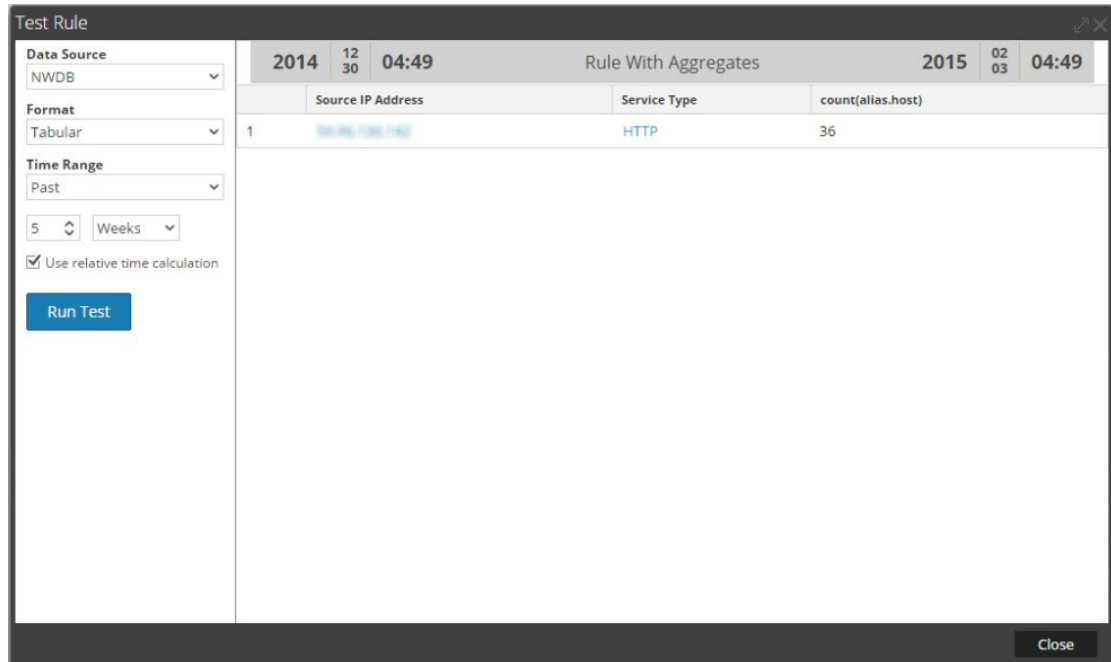 Test Rule
Data Source
NWDB
Format
Tabular
Time Range
Past
5 Weeks
Use relative time calculation
Run Test
2014 12 30 04:49 Rule With Aggregates 2015 02 03 04:49
Source IP Address Service Type count(alias.host)
1 HTTP 36
Close